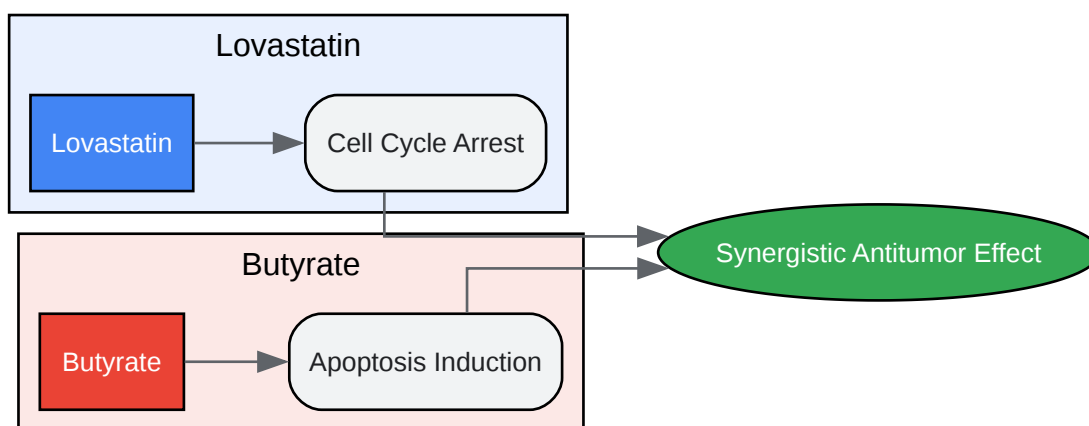 Lovastatin
Lovastatin
Cell Cycle Arrest
Synergistic Antitumor Effect
Butyrate
Butyrate
Apoptosis Induction